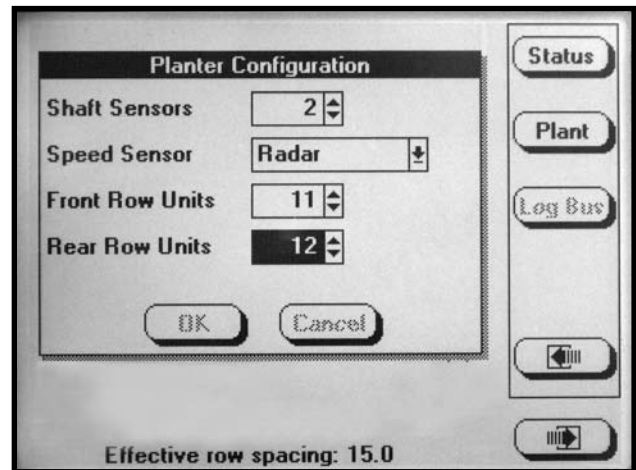 Planter Configuration
Shaft Sensors 2
Speed Sensor Radar
Front Row Units 11
Rear Row Units 12
OK Cancel
Effective row spacing: 15.0
Status
Plant
Log Bus